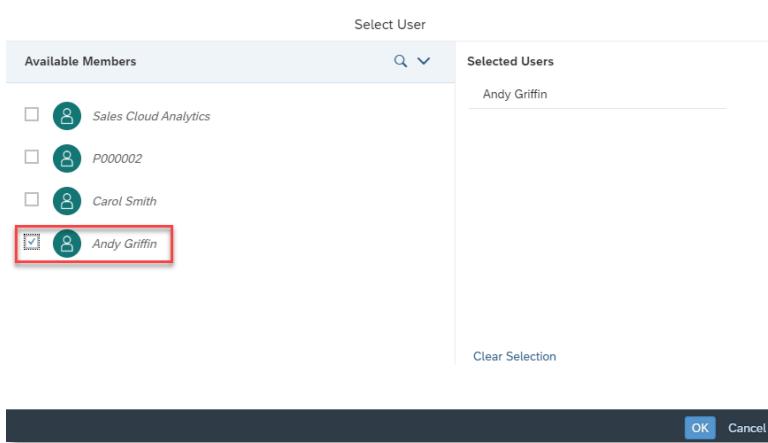 Select User
Available Members
Selected Users
Andy Griffin
Sales Cloud Analytics
P000002
Carol Smith
Andy Griffin
Clear Selection
OK Cancel